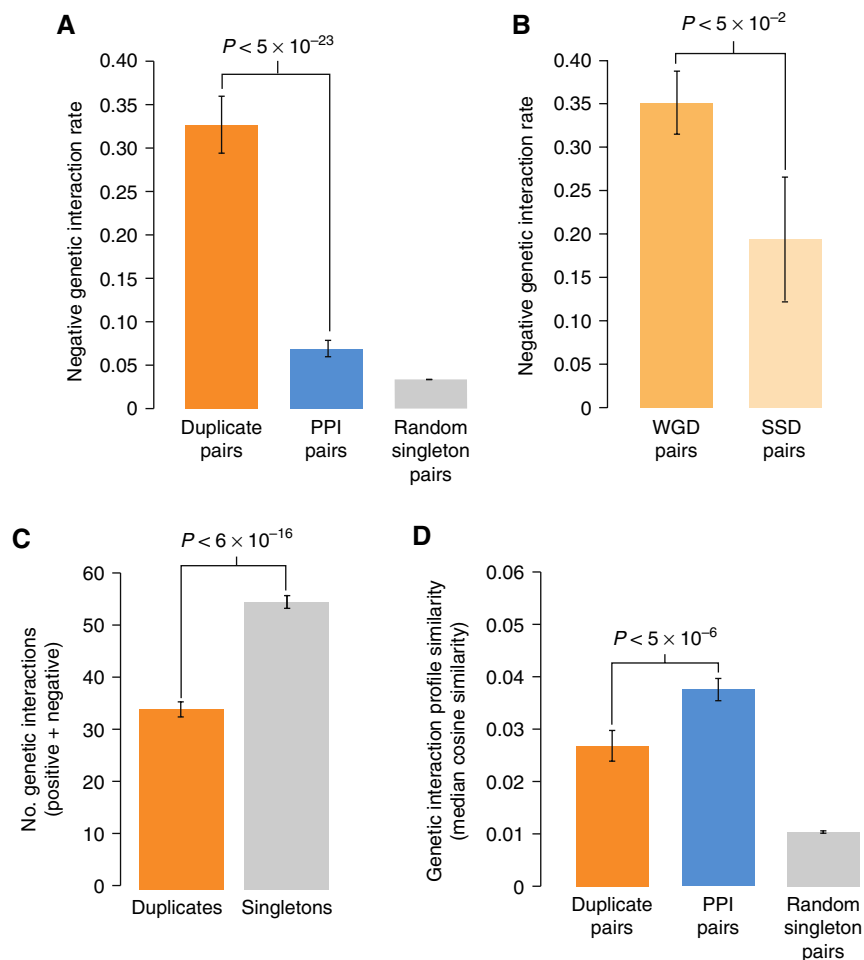 A
P < 5 × 10⁻²³
Negative genetic interaction rate
0.40
0.35
0.30
0.25
0.20
0.15
0.10
0.05
0
Duplicate
pairs
PPI
pairs
Random
singleton
pairs
B
P < 5 × 10⁻²
Negative genetic interaction rate
0.40
0.35
0.30
0.25
0.20
0.15
0.10
0.05
0
WGD
pairs
SSD
pairs
C
P < 6 × 10⁻¹⁶
No. genetic interactions
(positive + negative)
60
50
40
30
20
10
0
Duplicates
Singletons
D
P < 5 × 10⁻⁶
Genetic interaction profile similarity
(median cosine similarity)
0.06
0.05
0.04
0.03
0.02
0.01
0
Duplicate
pairs
PPI
pairs
Random
singleton
pairs